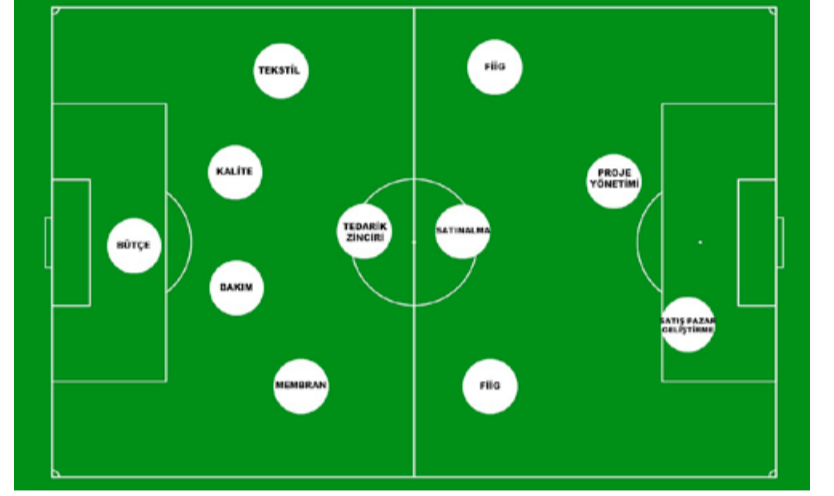 TEKSTİL
FİİG
KALİTE
PROJE
YÖNETİMİ
TEDARİK
ZİNCİRİ
SATINALMA
BÜTÇE
BAKIM
SATIŞ PAZAR
GELİŞTİRME
MEMBRAN
FİİG